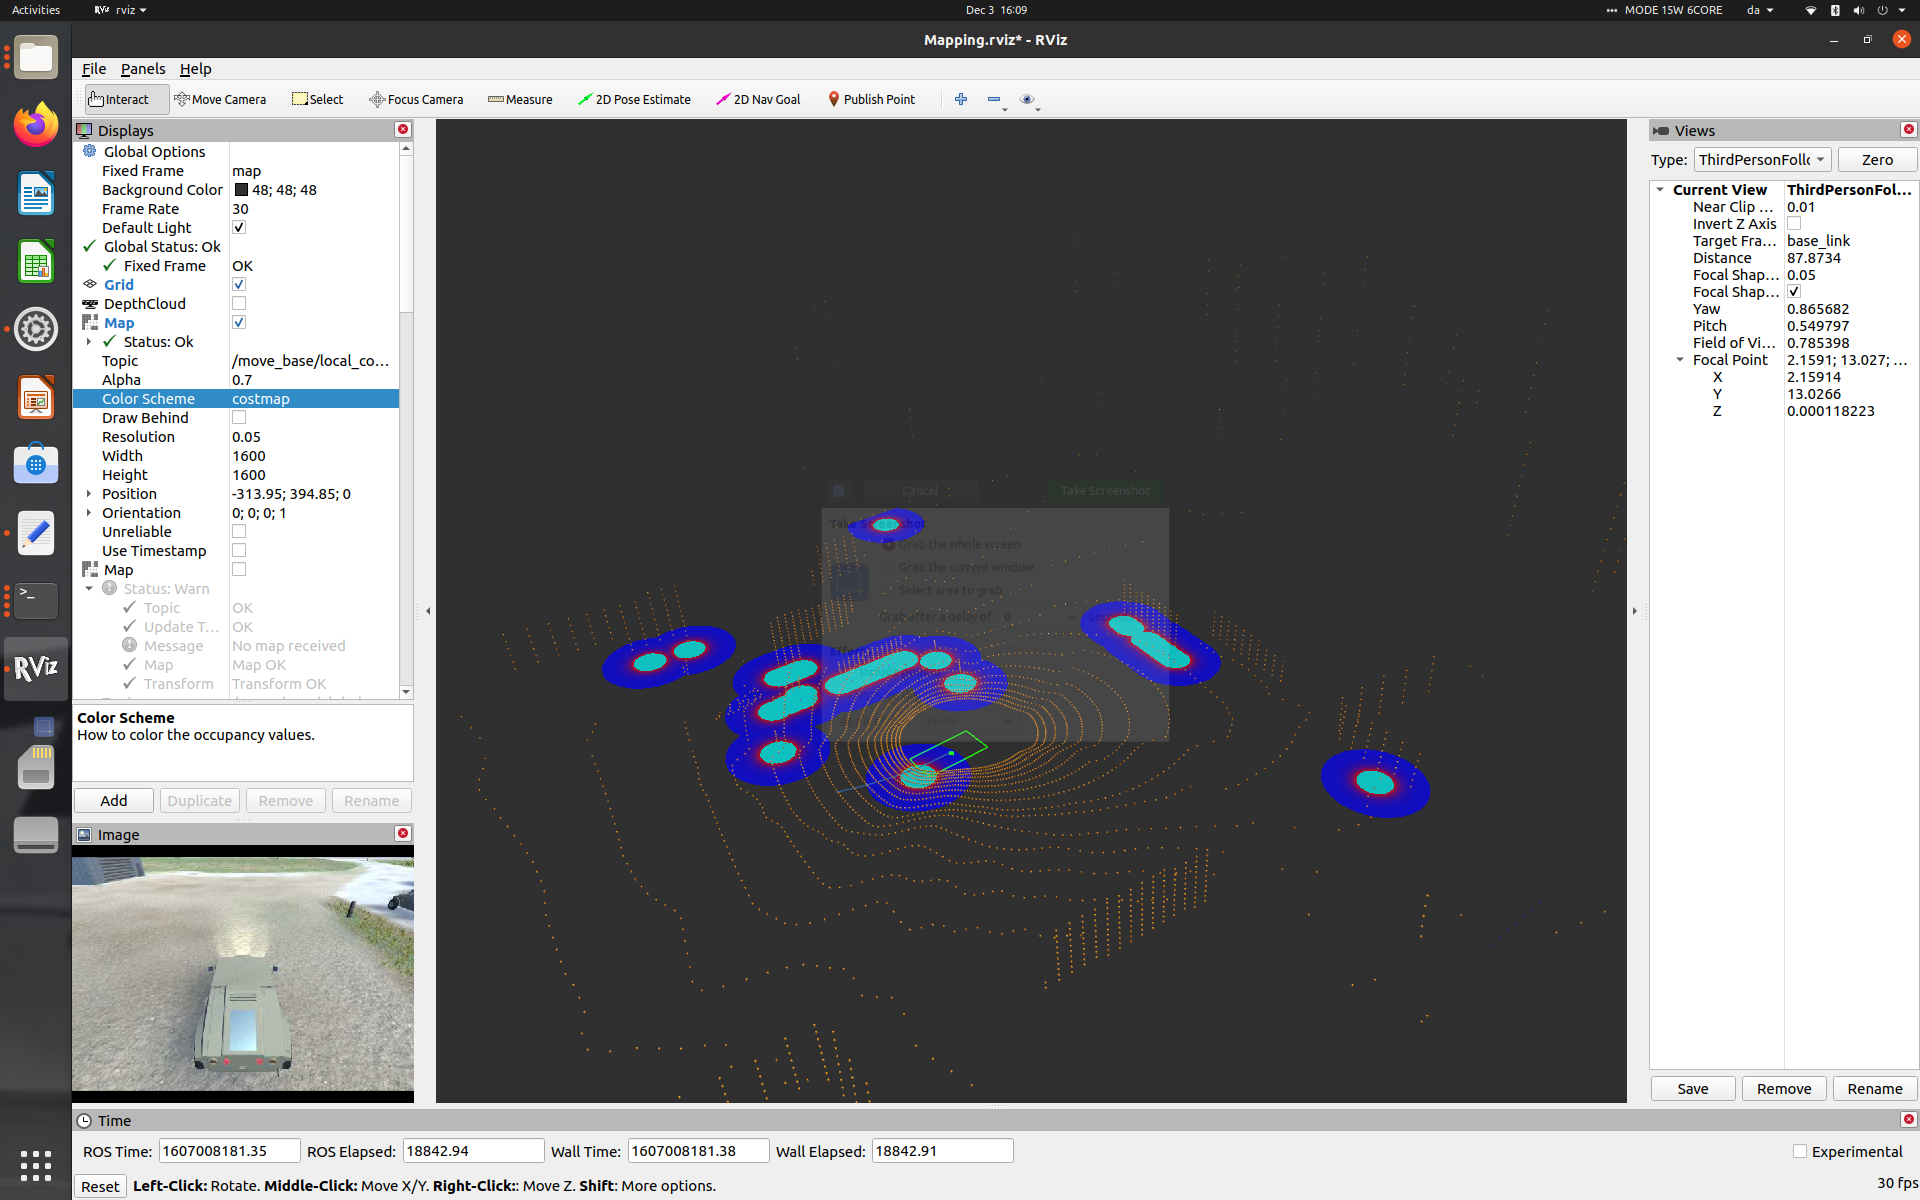 Activities
RViz rviz
Dec 3 16:09
MODE 15W 6CORE
da
Mapping.rviz* - RViz
File Panels Help
Interact
Move Camera
Select
Focus Camera
Measure
2D Pose Estimate
2D Nav Goal
Publish Point
Displays
Global Options
Fixed Frame map
Background Color 48; 48; 48
Frame Rate 30
Default Light
Global Status: Ok
Fixed Frame OK
Grid
DepthCloud
Map
Status: Ok
Topic /move_base/local_co...
Alpha 0.7
Color Scheme costmap
Draw Behind
Resolution 0.05
Width 1600
Height 1600
Position -313.95; 394.85; 0
Orientation 0; 0; 0; 1
Unreliable
Use Timestamp
Map
Status: Warn
Topic OK
Update T... OK
Message No map received
Map Map OK
Transform Transform OK
Color Scheme
How to color the occupancy values.
Add Duplicate Remove Rename
Image
Cancel
Take Screenshot
Take Screenshot
Grab the whole screen
Grab the current window
Select area to grab
Grab after a delay of 0 seconds
None
Views
Type: ThirdPersonFoll Zero
Current View ThirdPersonFol...
Near Clip ... 0.01
Invert Z Axis
Target Fra... base_link
Distance 87.8734
Focal Shap... 0.05
Focal Shap...
Yaw 0.865682
Pitch 0.549797
Field of Vi... 0.785398
Focal Point 2.1591; 13.027; ...
X 2.15914
Y 13.0266
Z 0.000118223
Save Remove Rename
RViz
Time
ROS Time: 1607008181.35 ROS Elapsed: 18842.94 Wall Time: 1607008181.38 Wall Elapsed: 18842.91
Experimental
Reset Left-Click: Rotate. Middle-Click: Move X/Y. Right-Click:: Move Z. Shift: More options.
30 fps